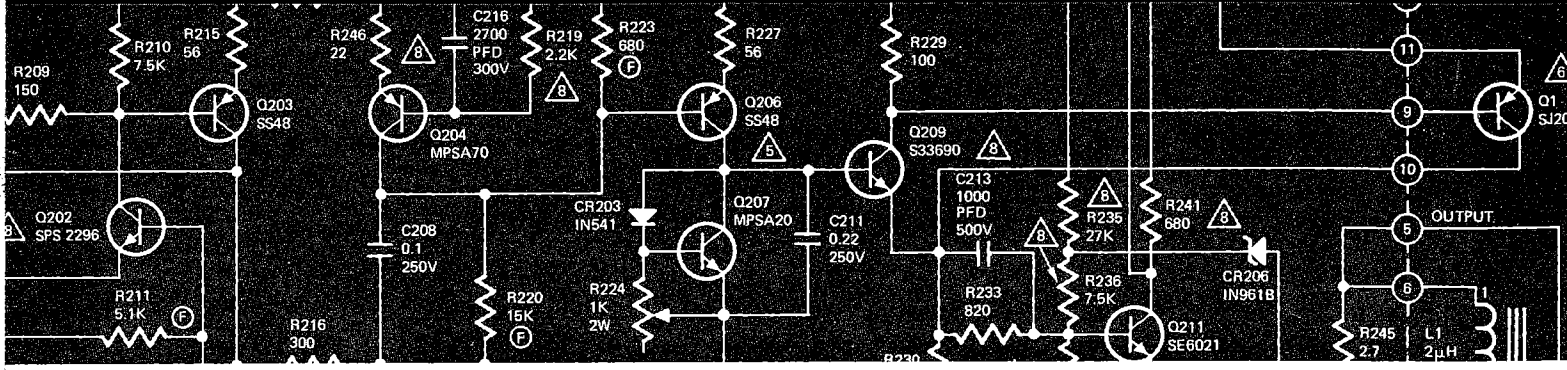 R209
150
R210
7.5K
R215
56
Q203
SS48
R246
22
8
C216
2700
PFD
300V
R219
2.2K
8
R223
680
F
R227
56
Q206
SS48
R229
100
11
9
10
6
Q1
Q204
MPSA70
5
Q209
S33690
8
8
Q202
SPS 2296
C208
0.1
250V
CR203
IN541
Q207
MPSA20
C211
0.22
250V
C213
1000
PFD
500V
8
8
R235
27K
R241
680
8
5
OUTPUT
CR206
IN961B
6
1
R211
5.1K
F
R216
300
R220
15K
F
R224
1K
2W
R233
820
R236
7.5K
Q211
SE6021
R230
R245
2.7
L1
2μH